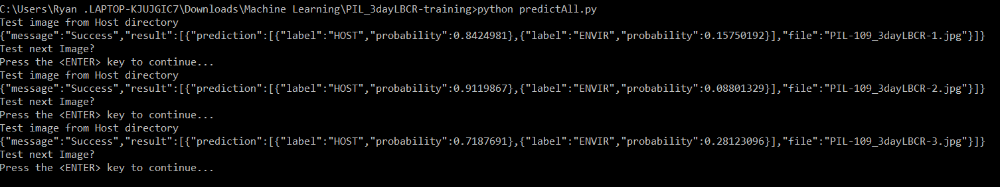 C:\Users\Ryan .LAPTOP-KJUJGIC7\Downloads\Machine Learning\PIL_3dayLBCR-training>python predictAll.py
Test image from Host directory
{"message":"Success","result":[{"prediction":[{"label":"HOST","probability":0.8424981},{"label":"ENVIR","probability":0.15750192}],"file":"PIL-109_3dayLBCR-1.jpg"}]}
Test next Image?
Press the <ENTER> key to continue...
Test image from Host directory
{"message":"Success","result":[{"prediction":[{"label":"HOST","probability":0.9119867},{"label":"ENVIR","probability":0.08801329}],"file":"PIL-109_3dayLBCR-2.jpg"}]}
Test next Image?
Press the <ENTER> key to continue...
Test image from Host directory
{"message":"Success","result":[{"prediction":[{"label":"HOST","probability":0.7187691},{"label":"ENVIR","probability":0.28123096}],"file":"PIL-109_3dayLBCR-3.jpg"}]}
Test next Image?
Press the <ENTER> key to continue...